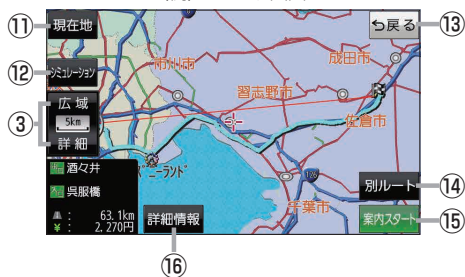 ⑪ 現在地
⑬ 戻る
成田市
市川市
⑫ シミュレーション
習志野市
③ 広域
5km
詳細
佐倉市
ニーランド
酒々井
呉服橋
: 63.1km
¥ : 2,270円
126
千葉市
別ルート ⑭
案内スタート ⑮
詳細情報
⑯